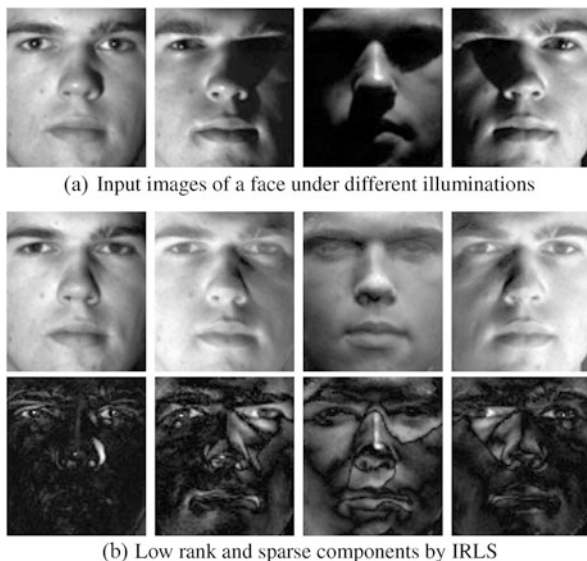 (a) Input images of a face under different illuminations
(b) Low rank and sparse components by IRLS